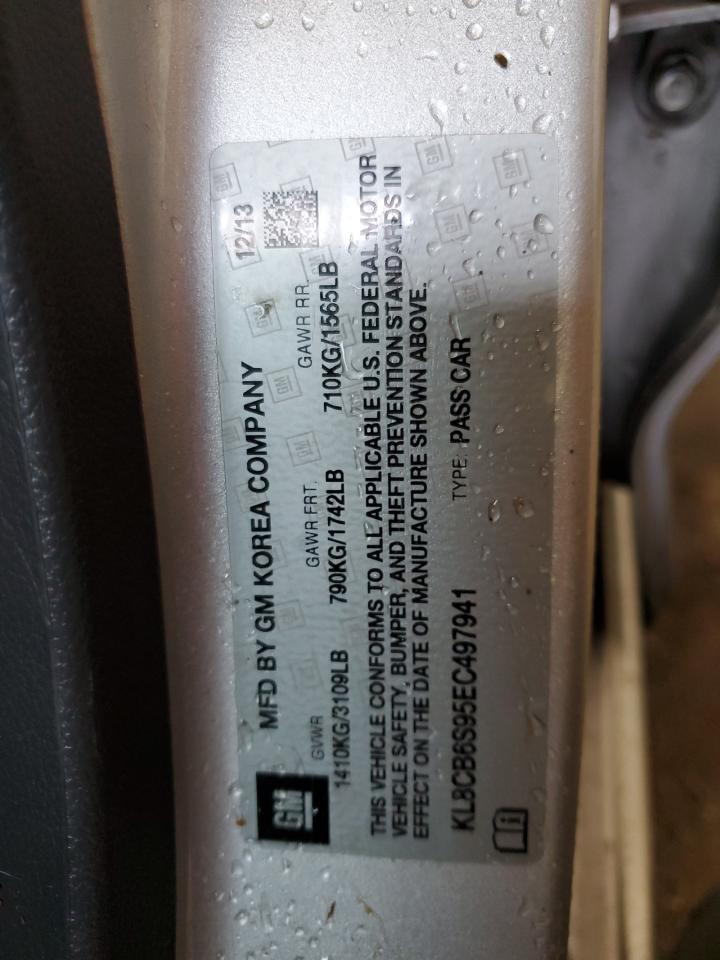 GM
MFD BY GM KOREA COMPANY 12/13
GVWR GAWR FRT. GAWR RR.
1410KG/3109LB 790KG/1742LB 710KG/1565LB
THIS VEHICLE CONFORMS TO ALL APPLICABLE U.S. FEDERAL MOTOR
VEHICLE SAFETY, BUMPER, AND THEFT PREVENTION STANDARDS IN
EFFECT ON THE DATE OF MANUFACTURE SHOWN ABOVE.
KL8CB6S95EC497941 TYPE: PASS CAR